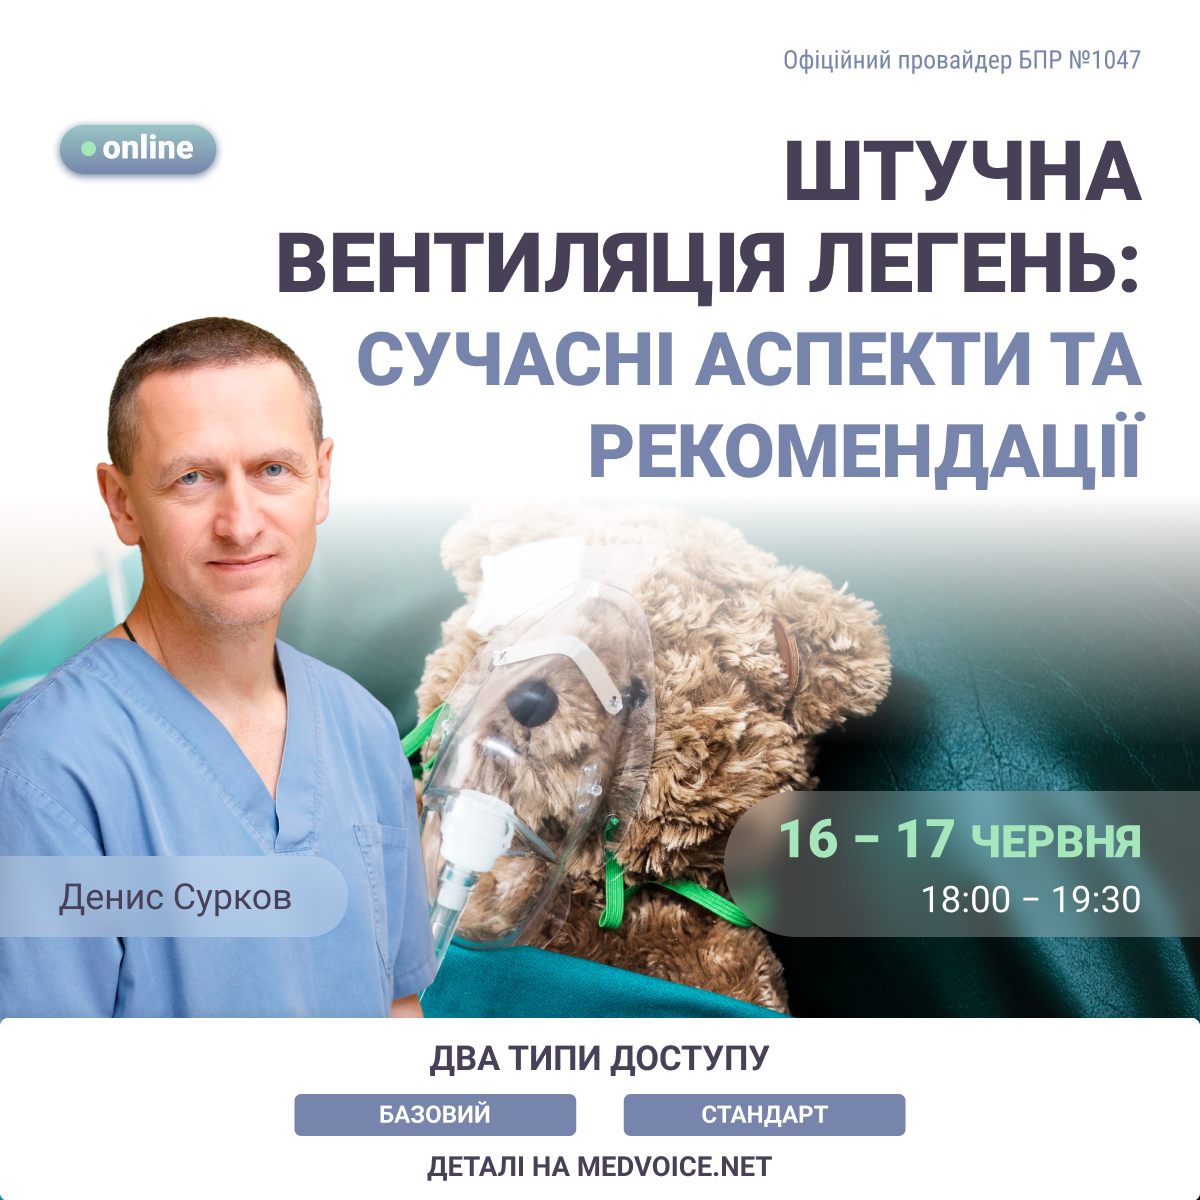 Офіційний провайдер БПР №1047
online
ШТУЧНА
ВЕНТИЛЯЦІЯ ЛЕГЕНЬ:
СУЧАСНІ АСПЕКТИ ТА
РЕКОМЕНДАЦІЇ
16 – 17 ЧЕРВНЯ
18:00 – 19:30
Денис Сурков
ДВА ТИПИ ДОСТУПУ
БАЗОВИЙ
СТАНДАРТ
ДЕТАЛІ НА MEDVOICE.NET